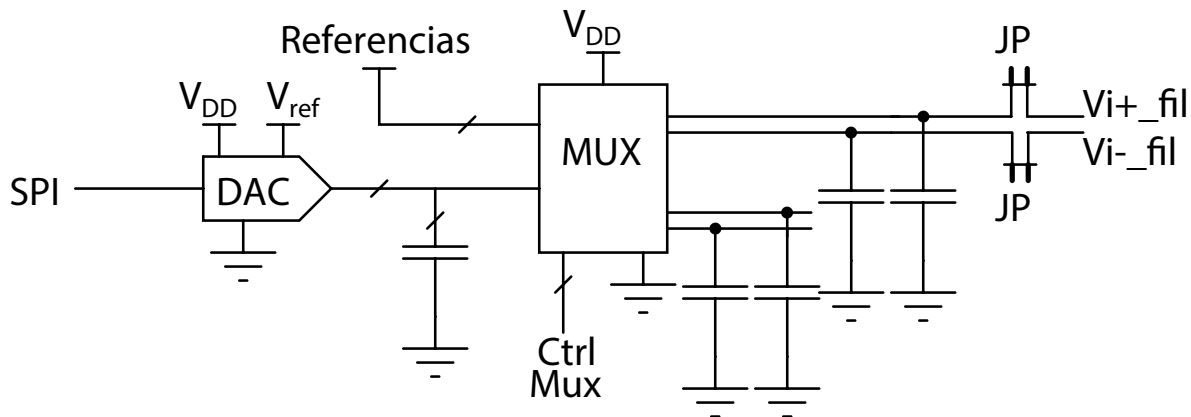 Referencias
VDD
JP
VDD
Vref
Vi+_fil
MUX
Vi-_fil
SPI
DAC
JP
Ctrl
Mux